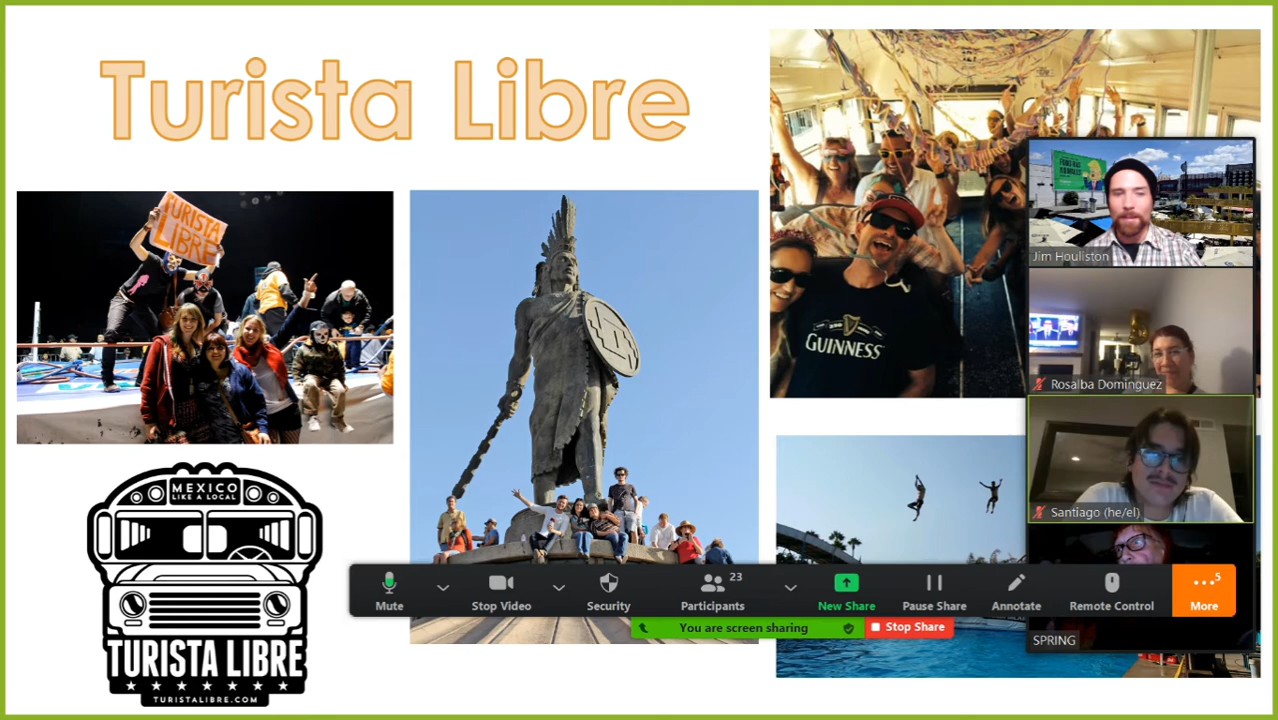 Turista Libre
TURISTA
LIBRE
GUINNESS
MEXICO
LIKE A LOCAL
TURISTA LIBRE
TURISTALIBRE.COM
Jim Houliston
Rosalba Dominguez
Santiago (he/el)
SPRING
Mute
Stop Video
Security
23
Participants
New Share
Pause Share
Annotate
Remote Control
5
More
You are screen sharing
Stop Share